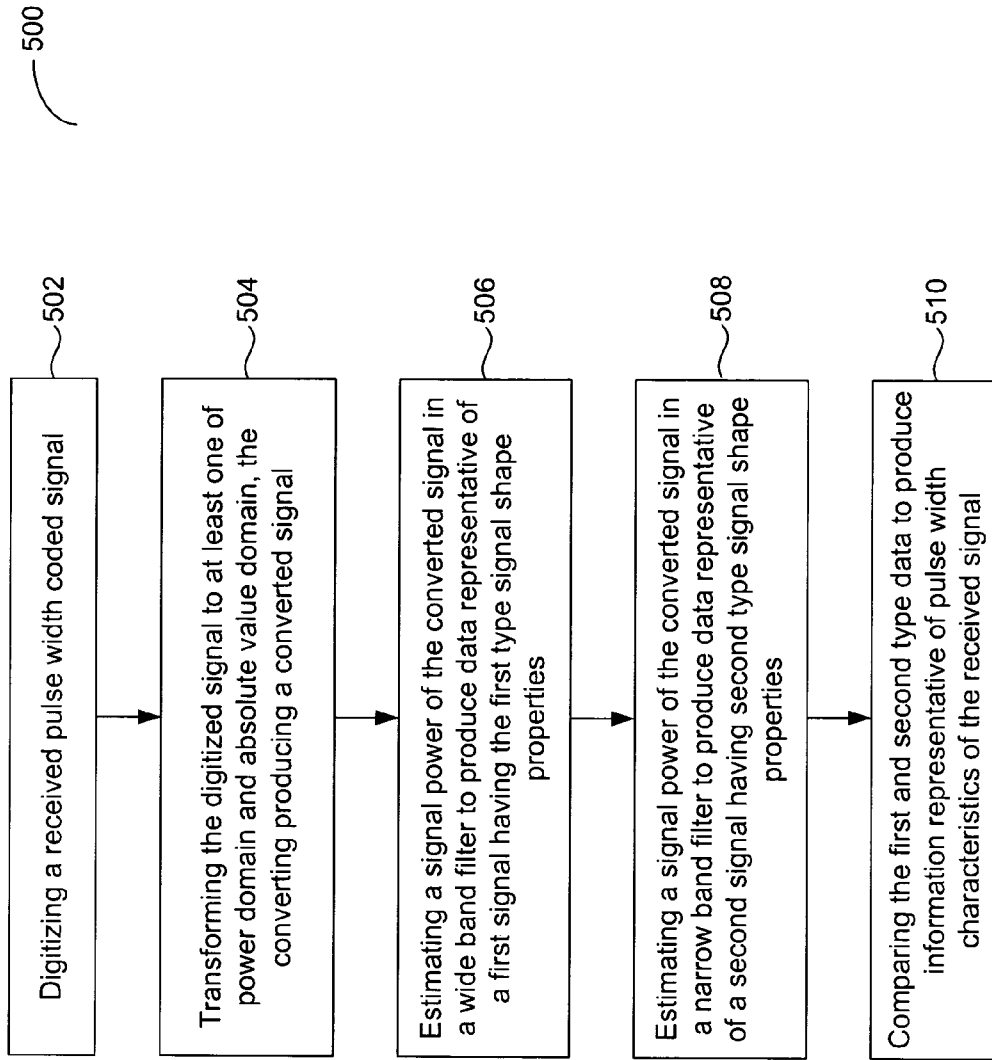 500
Digitizing a received pulse width coded signal
502
Transforming the digitized signal to at least one of
power domain and absolute value domain, the
converting producing a converted signal
504
Estimating a signal power of the converted signal in
a wide band filter to produce data representative of
a first signal having the first type signal shape
properties
506
Estimating a signal power of the converted signal in
a narrow band filter to produce data representative
of a second signal having second type signal shape
properties
508
Comparing the first and second type data to produce
information representative of pulse width
characteristics of the received signal
510